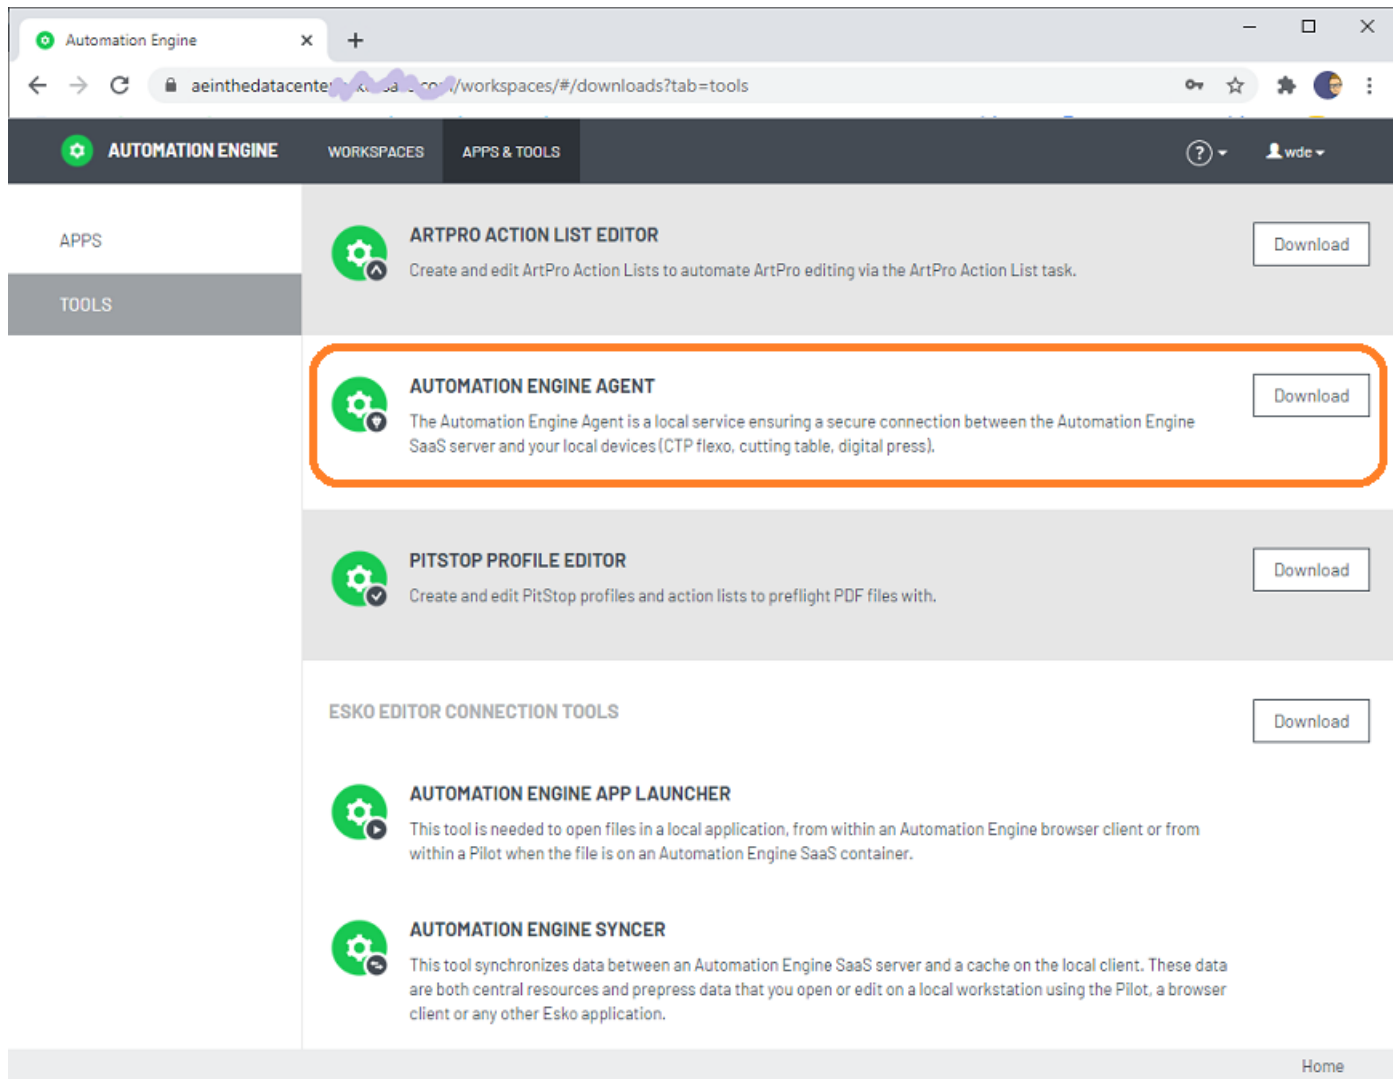 Automation Engine
aeinthedatacenter
/workspaces/#/downloads?tab=tools
AUTOMATION ENGINE
WORKSPACES
APPS & TOOLS
?
wde
APPS
TOOLS
ARTPRO ACTION LIST EDITOR
Download
Create and edit ArtPro Action Lists to automate ArtPro editing via the ArtPro Action List task.
AUTOMATION ENGINE AGENT
Download
The Automation Engine Agent is a local service ensuring a secure connection between the Automation Engine
SaaS server and your local devices (CTP flexo, cutting table, digital press).
PITSTOP PROFILE EDITOR
Download
Create and edit PitStop profiles and action lists to preflight PDF files with.
ESKO EDITOR CONNECTION TOOLS
Download
AUTOMATION ENGINE APP LAUNCHER
This tool is needed to open files in a local application, from within an Automation Engine browser client or from
within a Pilot when the file is on an Automation Engine SaaS container.
AUTOMATION ENGINE SYNCER
This tool synchronizes data between an Automation Engine SaaS server and a cache on the local client. These data
are both central resources and prepress data that you open or edit on a local workstation using the Pilot, a browser
client or any other Esko application.
Home